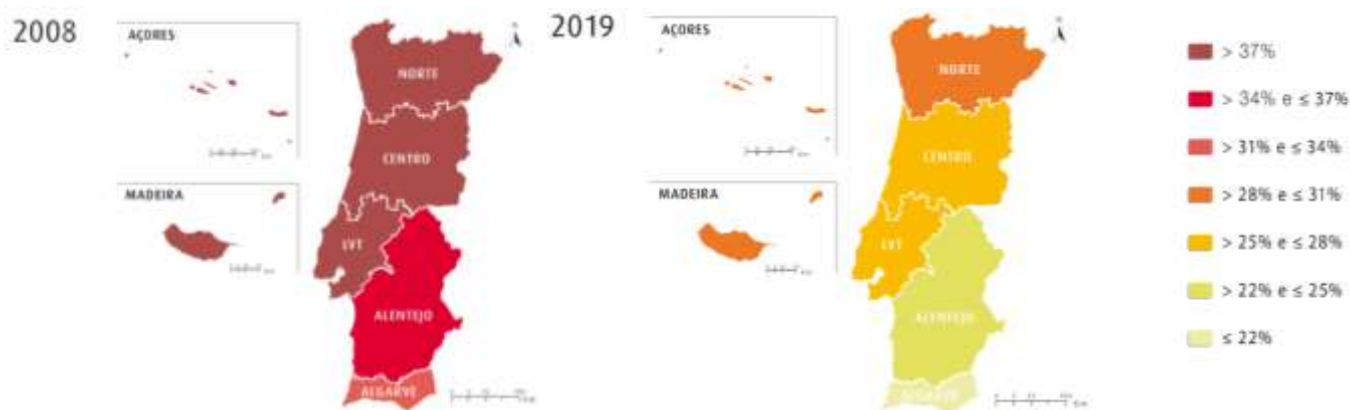 2008
AÇORES
NORTE
CENTRO
LVT
ALENTEJO
ALGARVE
MADEIRA
2019
AÇORES
NORTE
CENTRO
LVT
ALENTEJO
ALGARVE
MADEIRA
> 37%
> 34% e ≤ 37%
> 31% e ≤ 34%
> 28% e ≤ 31%
> 25% e ≤ 28%
> 22% e ≤ 25%
≤ 22%